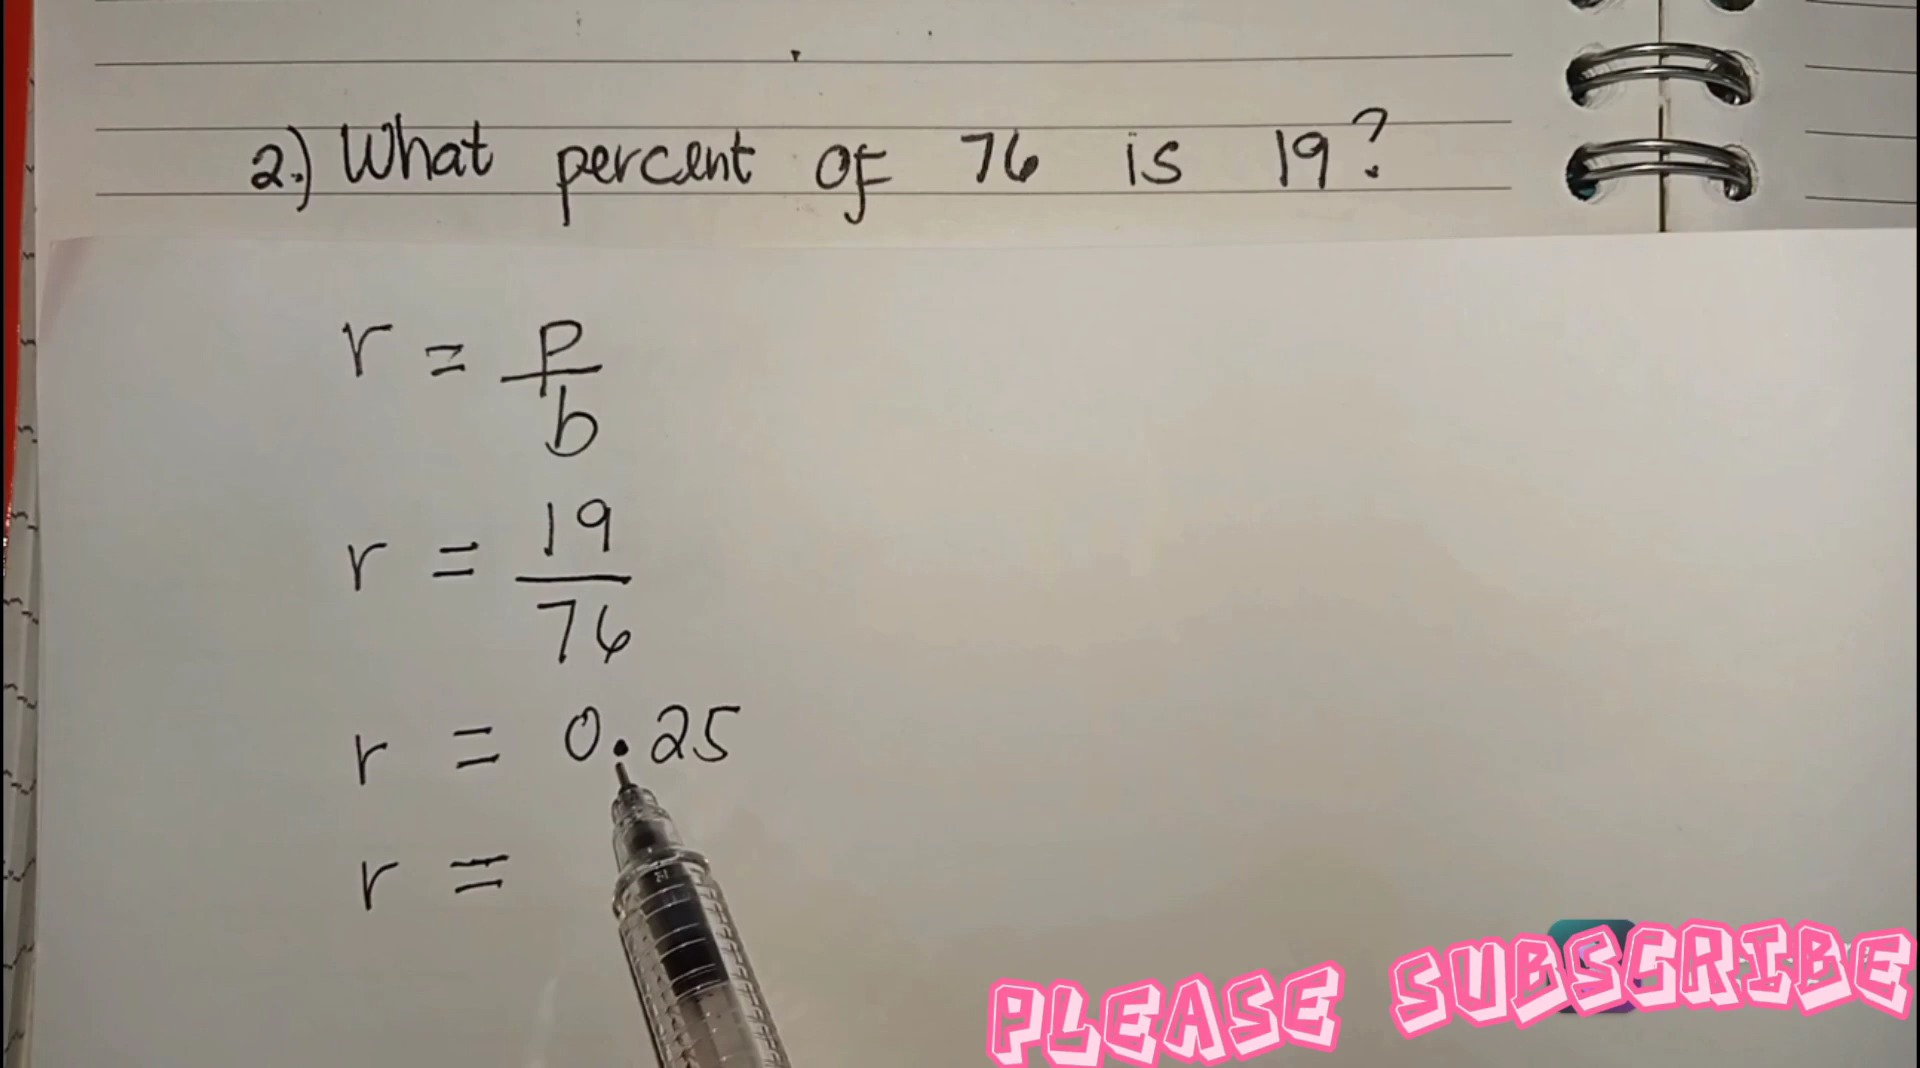 2.) What percent of 76 is 19?
r = p/b
r = 19/76
r = 0.25
r =
PLEASE SUBSCRIBE